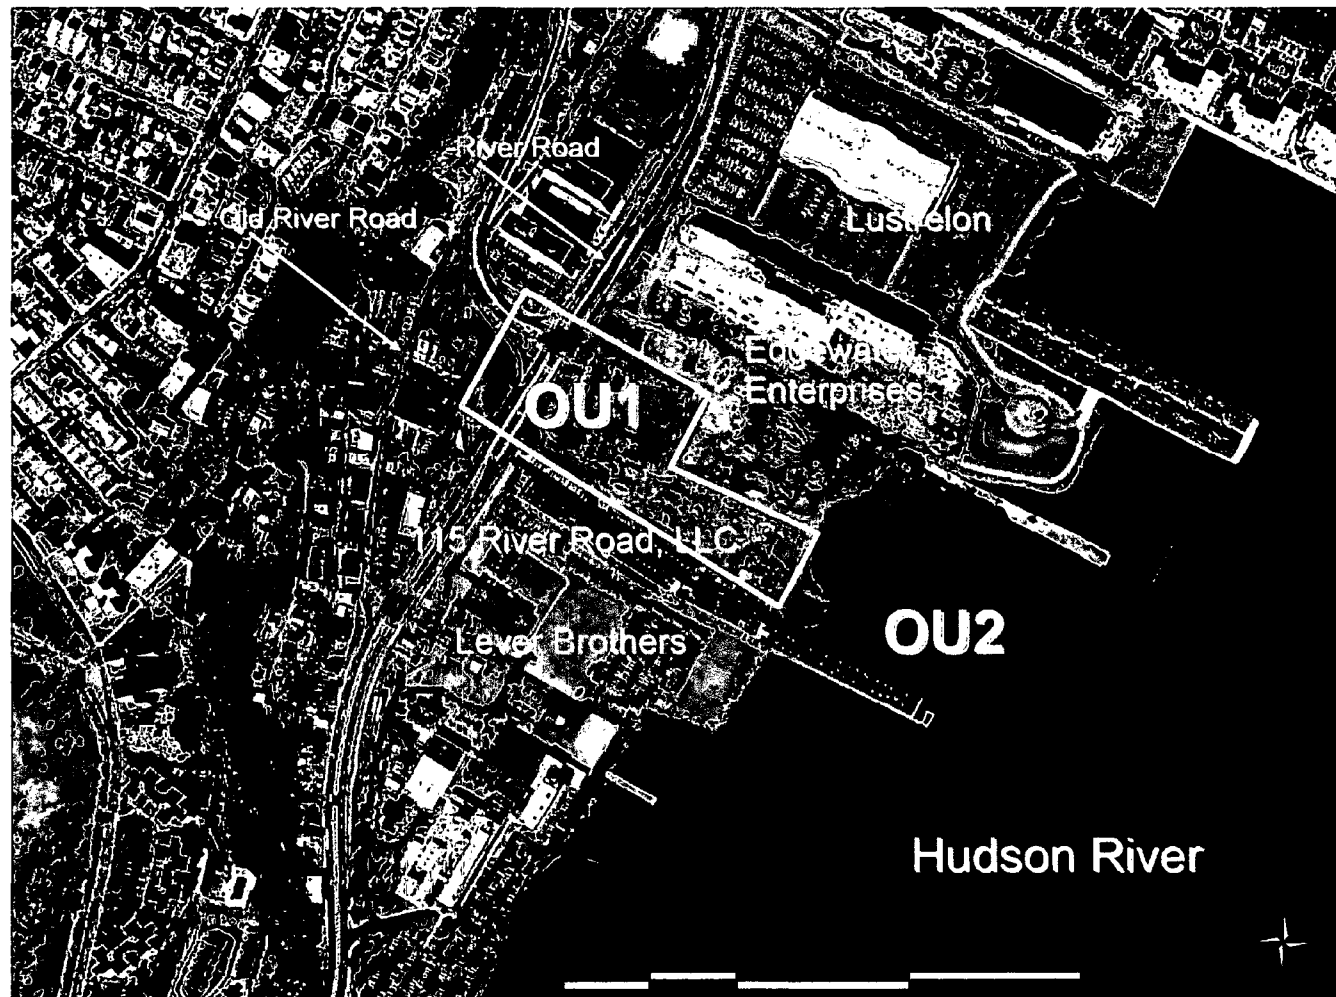 River Road
Old River Road
Lustrelon
Edgewater
Enterprises
OU1
115 River Road, LLC
OU2
Lever Brothers
Hudson River